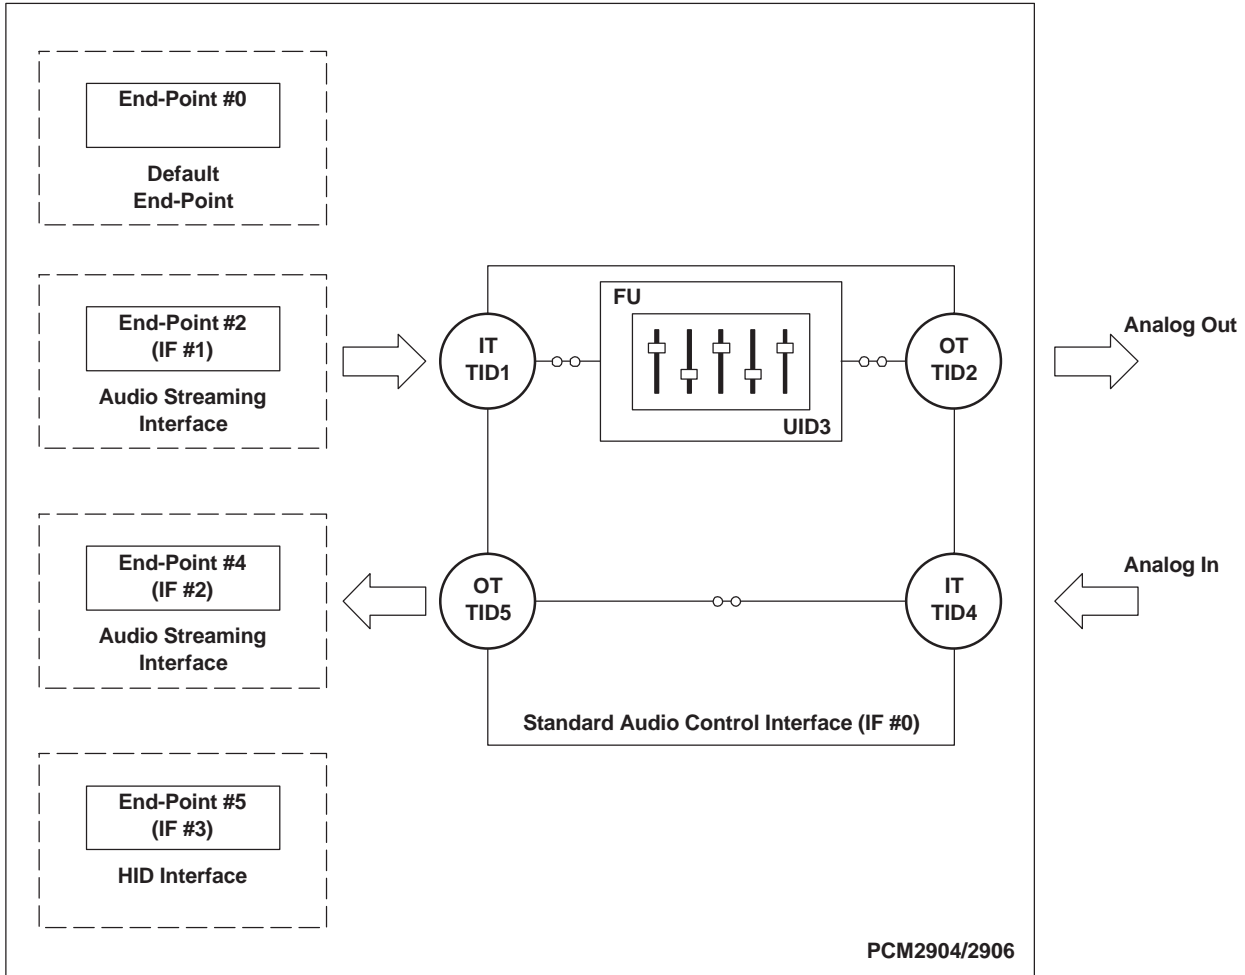 End-Point #0
Default
End-Point
End-Point #2
(IF #1)
Audio Streaming
Interface
IT
TID1
FU
UID3
OT
TID2
Analog Out
End-Point #4
(IF #2)
Audio Streaming
Interface
OT
TID5
IT
TID4
Analog In
Standard Audio Control Interface (IF #0)
End-Point #5
(IF #3)
HID Interface
PCM2904/2906